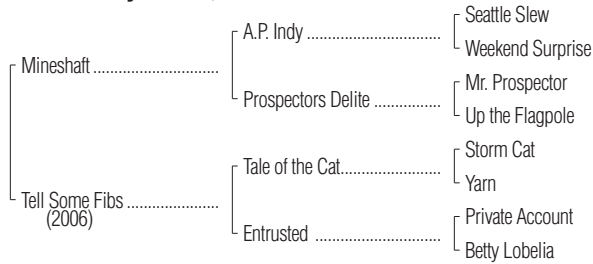 Seattle Slew
A.P. Indy ................................
Weekend Surprise
Mineshaft ..............................
Mr. Prospector
Prospectors Delite ................
Up the Flagpole
Storm Cat
Tale of the Cat........................
Yarn
Tell Some Fibs ......................
(2006)
Private Account
Entrusted ..............................
Betty Lobelia